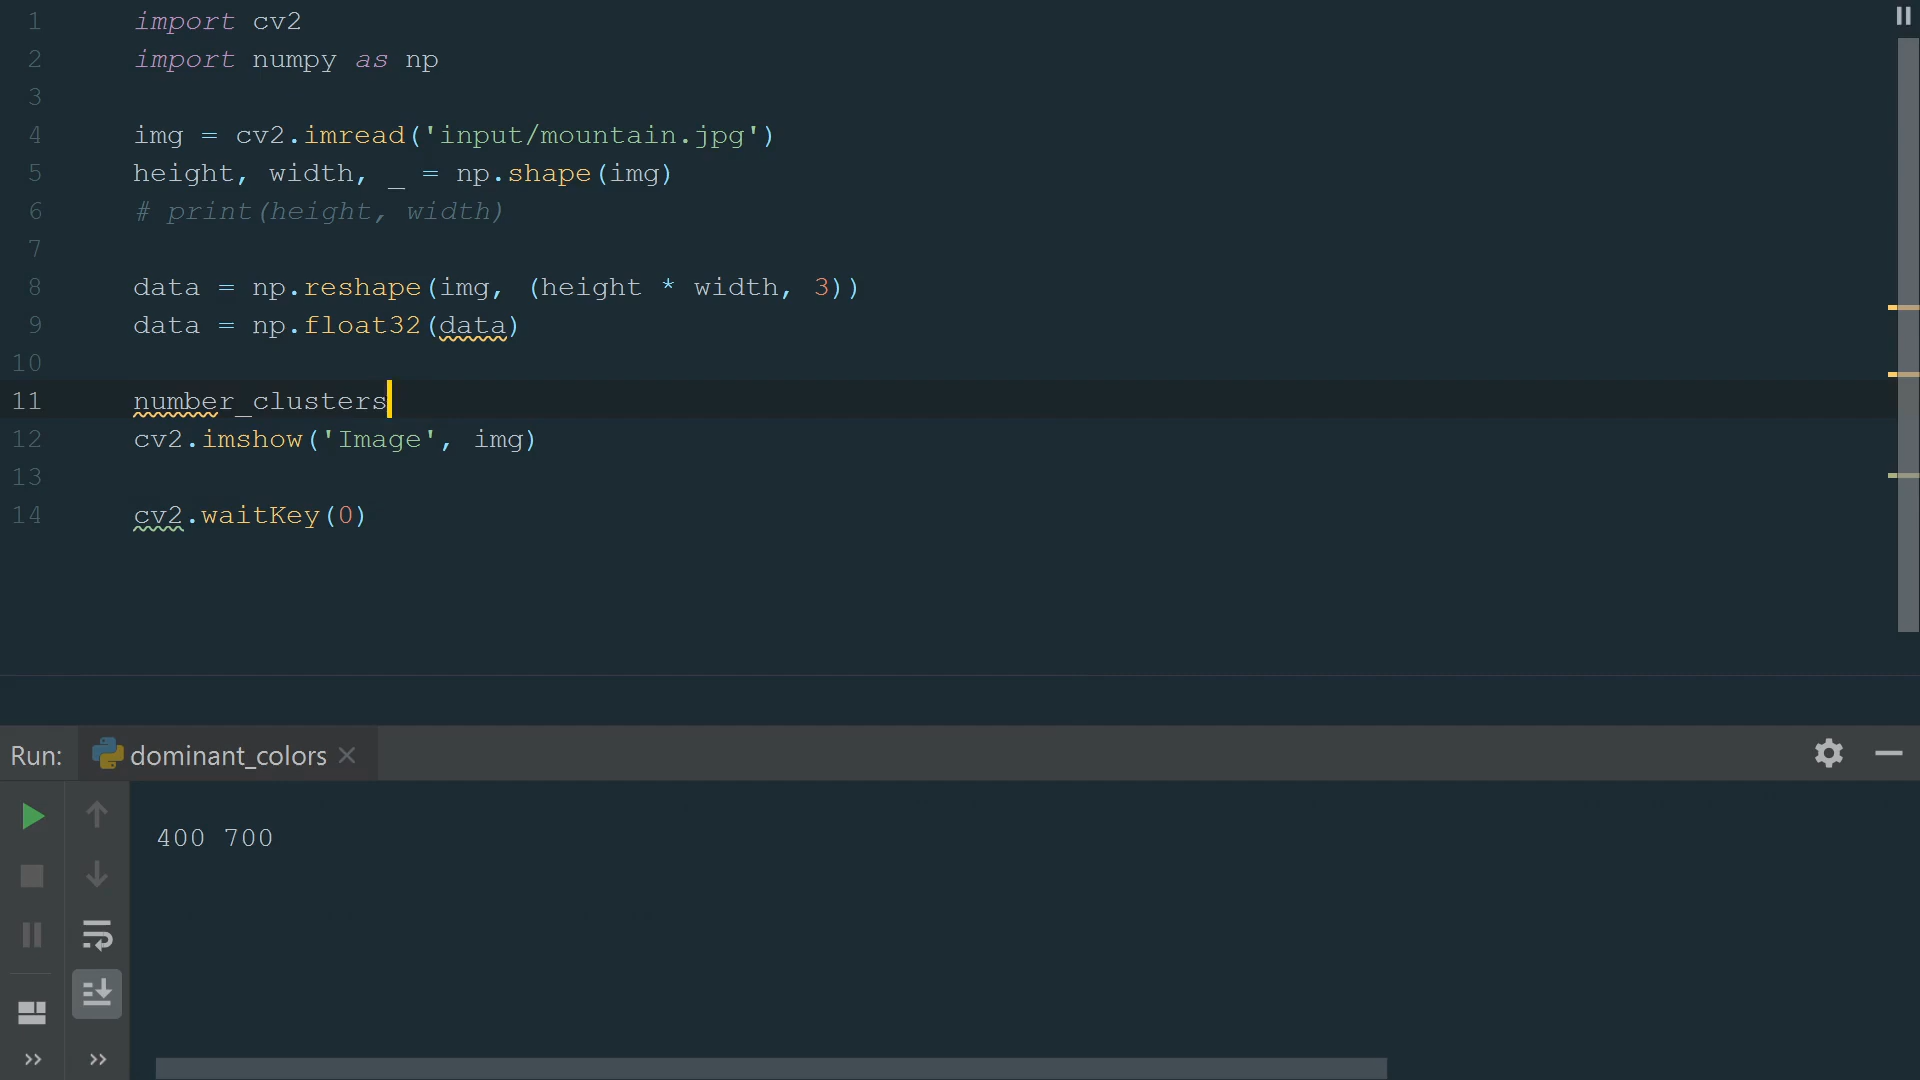 1 import cv2
2 import numpy as np
3
4 img = cv2.imread('input/mountain.jpg')
5 height, width, _ = np.shape(img)
6 # print(height, width)
7
8 data = np.reshape(img, (height * width, 3))
9 data = np.float32(data)
10
11 number_clusters
12 cv2.imshow('Image', img)
13
14 cv2.waitKey(0)
Run: dominant_colors
400 700